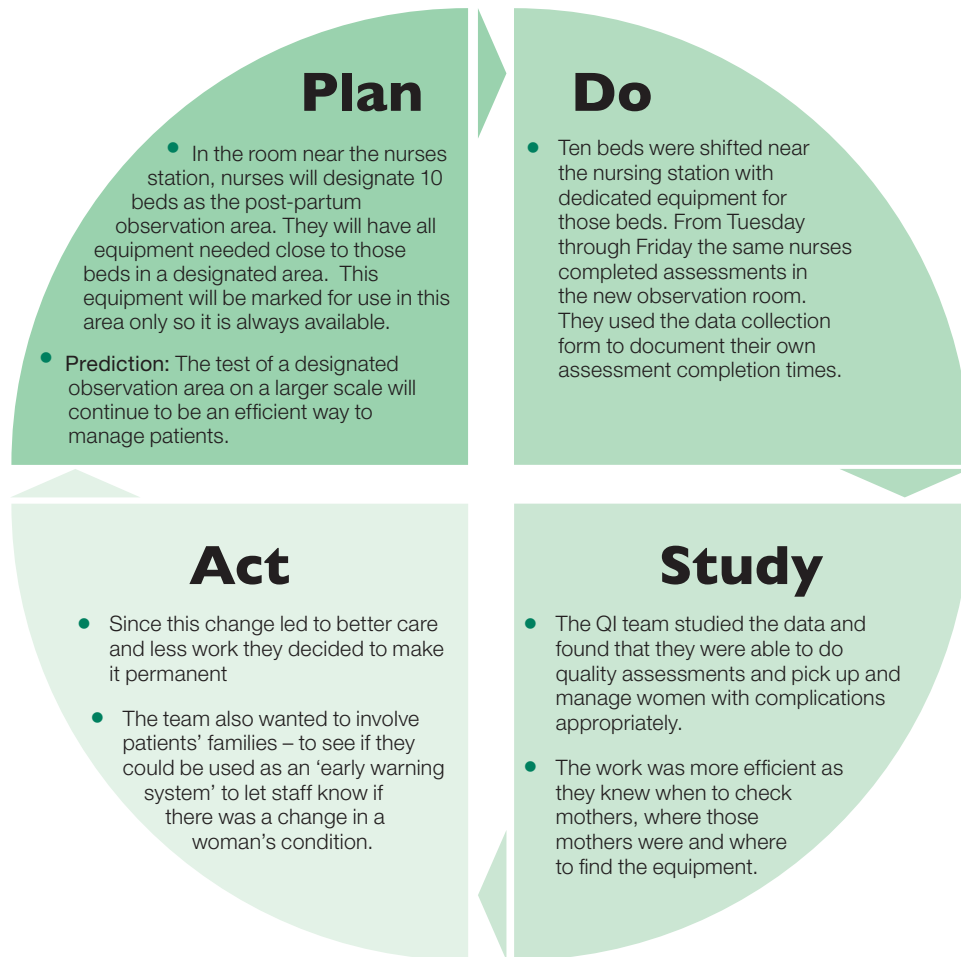 Plan
In the room near the nurses
station, nurses will designate 10
beds as the post-partum
observation area. They will have all
equipment needed close to those
beds in a designated area. This
equipment will be marked for use in this
area only so it is always available.
Prediction: The test of a designated
observation area on a larger scale will
continue to be an efficient way to
manage patients.
Do
Ten beds were shifted near
the nursing station with
dedicated equipment for
those beds. From Tuesday
through Friday the same nurses
completed assessments in
the new observation room.
They used the data collection
form to document their own
assessment completion times.
Act
Since this change led to better care
and less work they decided to make
it permanent
The team also wanted to involve
patients’ families – to see if they
could be used as an ‘early warning
system’ to let staff know if
there was a change in a
woman’s condition.
Study
The QI team studied the data and
found that they were able to do
quality assessments and pick up and
manage women with complications
appropriately.
The work was more efficient as
they knew when to check
mothers, where those
mothers were and where
to find the equipment.